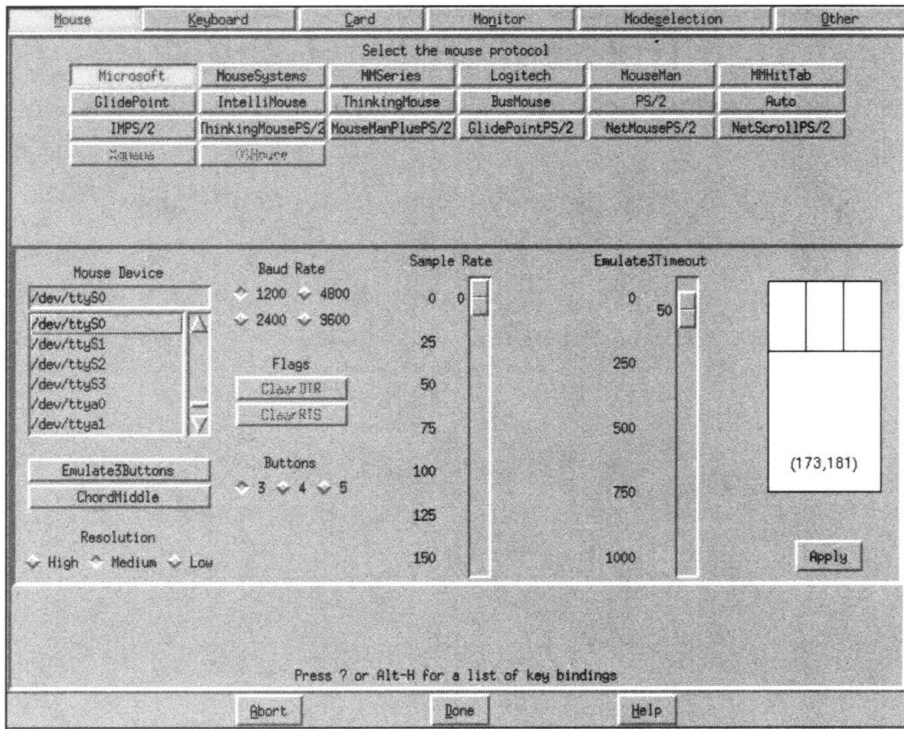 Mouse Keyboard Card Monitor Modeselection Other
Select the mouse protocol
Microsoft MouseSystems MMSeries Logitech MouseMan MMHitTab
GlidePoint IntelliMouse ThinkingMouse BusMouse PS/2 Auto
IMPS/2 ThinkingMousePS/2 MouseManPlusPS/2 GlidePointPS/2 NetMousePS/2 NetScrollPS/2
Xqueue OSMouse
Mouse Device
/dev/ttyS0
/dev/ttyS0
/dev/ttyS1
/dev/ttyS2
/dev/ttyS3
/dev/ttya0
/dev/ttya1
Emulate3Buttons
ChordMiddle
Resolution
High Medium Low
Baud Rate
1200 4800
2400 9600
Flags
ClearDTR
ClearRTS
Buttons
3 4 5
Sample Rate
0 0
25
50
75
100
125
150
Emulate3Timeout
0
50
250
500
750
1000
(173,181)
Apply
Press ? or Alt-H for a list of key bindings
Abort Done Help